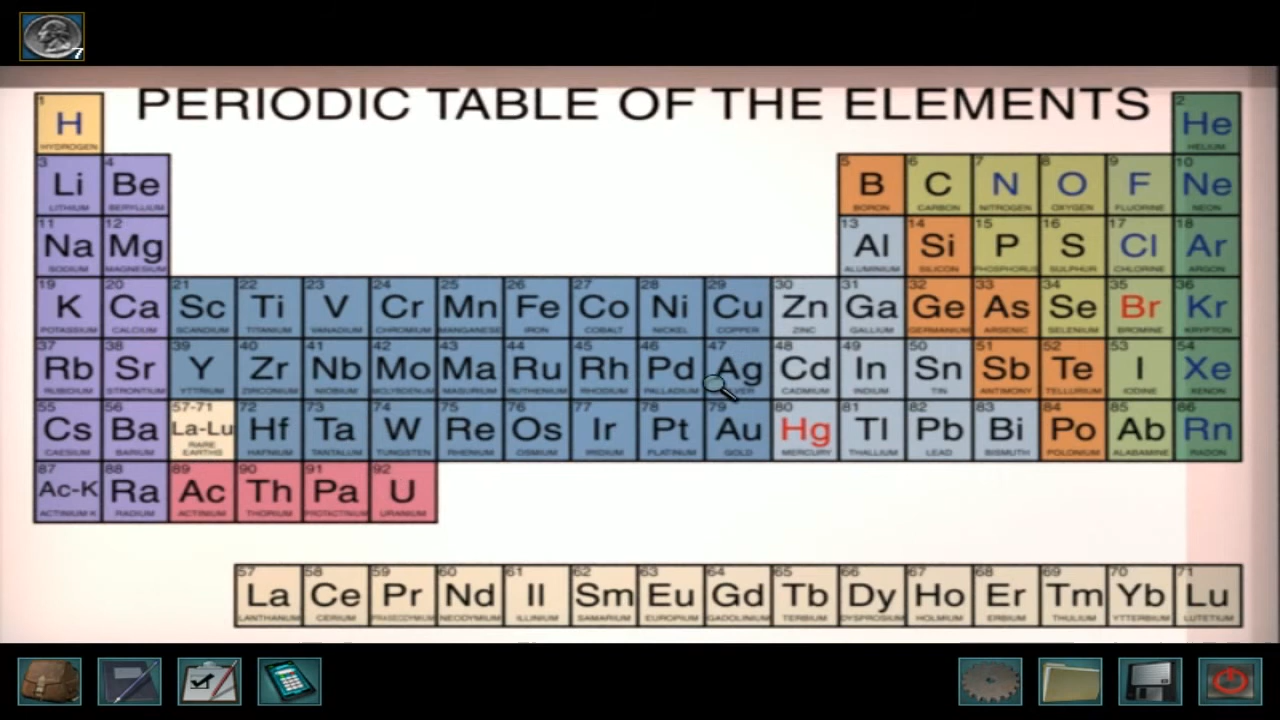 7
PERIODIC TABLE OF THE ELEMENTS
1 2
H He
HYDROGEN HELIUM
3 4 5 6 7 8 9 10
Li Be B C N O F Ne
LITHIUM BERYLLIUM BORON CARBON NITROGEN OXYGEN FLUORINE NEON
11 12 13 14 15 16 17 18
Na Mg Al Si P S Cl Ar
SODIUM MAGNESIUM ALUMINIUM SILICON PHOSPHORUS SULPHUR CHLORINE ARGON
19 20 21 22 23 24 25 26 27 28 29 30 31 32 33 34 35 36
K Ca Sc Ti V Cr Mn Fe Co Ni Cu Zn Ga Ge As Se Br Kr
POTASSIUM CALCIUM SCANDIUM TITANIUM VANADIUM CHROMIUM MANGANESE IRON COBALT NICKEL COPPER ZINC GALLIUM GERMANIUM ARSENIC SELENIUM BROMINE KRYPTON
37 38 39 40 41 42 43 44 45 46 47 48 49 50 51 52 53 54
Rb Sr Y Zr Nb Mo Ma Ru Rh Pd Ag Cd In Sn Sb Te I Xe
RUBIDIUM STRONTIUM YTTRIUM ZIRCONIUM NIOBIUM MOLYBDENUM MASURIUM RUTHENIUM RHODIUM PALLADIUM CADMIUM INDIUM TIN ANTIMONY TELLURIUM IODINE XENON
55 56 57-71 72 73 74 75 76 77 78 79 80 81 82 83 84 85 86
Cs Ba La-Lu Hf Ta W Re Os Ir Pt Au Hg Tl Pb Bi Po Ab Rn
CAESIUM BARIUM RARE EARTHS HAFNIUM TANTALUM TUNGSTEN RHENIUM OSMIUM IRIDIUM PLATINUM GOLD MERCURY THALLIUM LEAD BISMUTH POLONIUM ALABAMINE RADON
87 88 89 90 91 92
Ac-K Ra Ac Th Pa U
ACTINIUM K RADIUM ACTINIUM THORIUM PROTACTINIUM URANIUM
57 58 59 60 61 62 63 64 65 66 67 68 69 70 71
La Ce Pr Nd Il Sm Eu Gd Tb Dy Ho Er Tm Yb Lu
LANTHANUM CERIUM PRASEODYMIUM NEODYMIUM ILLINIUM SAMARIUM EUROPIUM GADOLINIUM TERBIUM DYSPROSIUM HOLMIUM ERBIUM THULIUM YTTERBIUM LUTETIUM